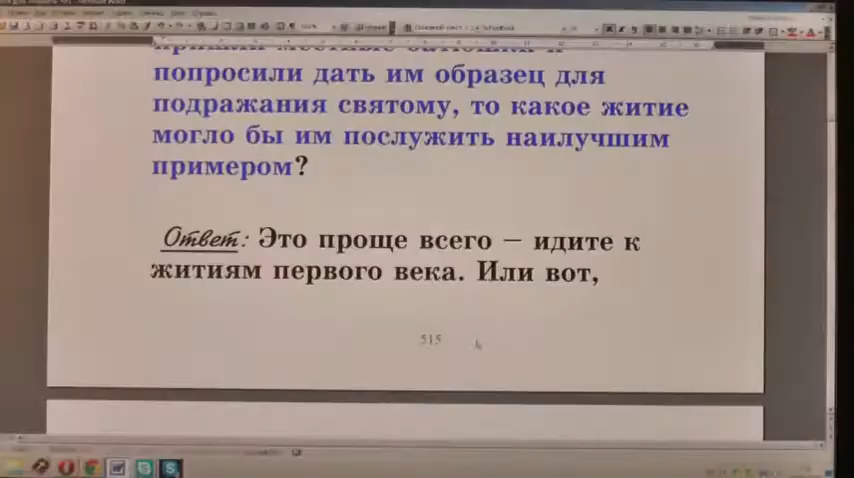 попросили дать им образец для
подражания святому, то какое житие
могло бы им послужить наилучшим
примером?
Ответ: Это проще всего – идите к
житиям первого века. Или вот,
515